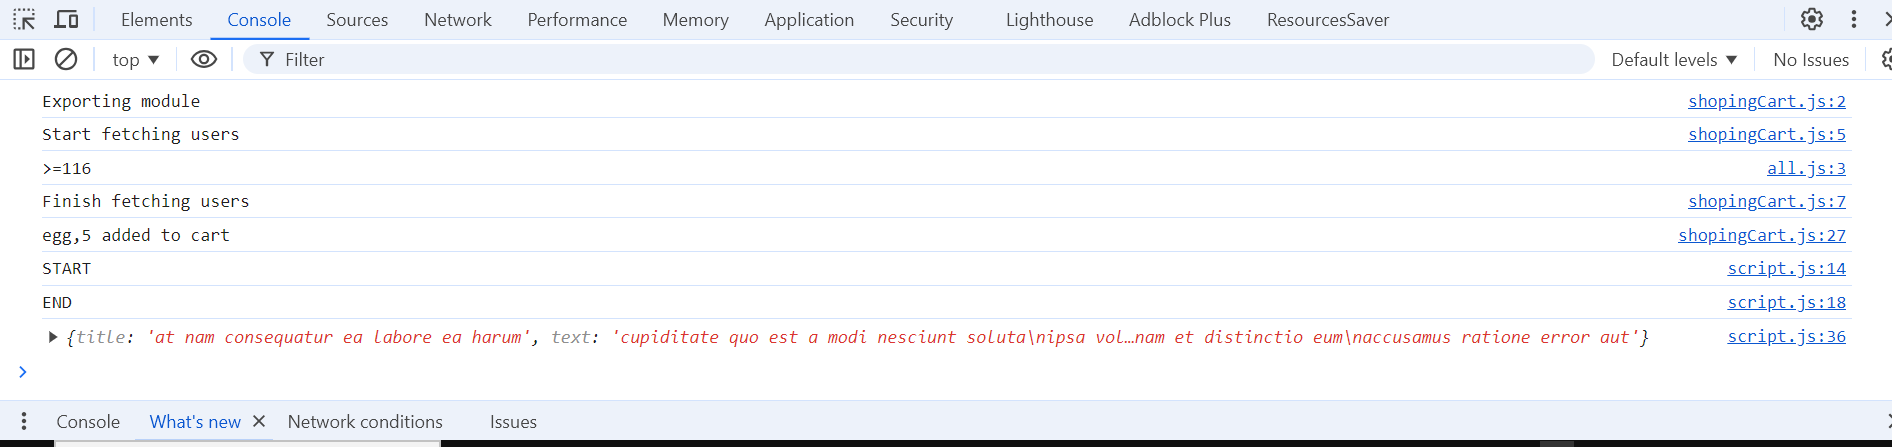 Elements Console Sources Network Performance Memory Application Security Lighthouse Adblock Plus ResourcesSaver
top Filter Default levels No Issues
Exporting module shopingCart.js:2
Start fetching users shopingCart.js:5
>=116 all.js:3
Finish fetching users shopingCart.js:7
egg,5 added to cart shopingCart.js:27
START script.js:14
END script.js:18
{title: 'at nam consequatur ea labore ea harum', text: 'cupiditate quo est a modi nesciunt soluta\nipsa vol…nam et distinctio eum\naccusamus ratione error aut'} script.js:36
Console What's new Network conditions Issues